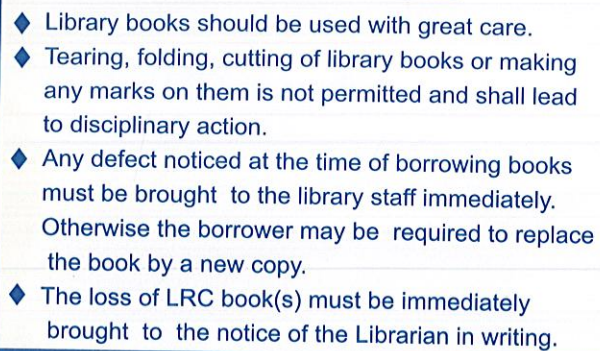 Library books should be used with great care.
Tearing, folding, cutting of library books or making
any marks on them is not permitted and shall lead
to disciplinary action.
Any defect noticed at the time of borrowing books
must be brought to the library staff immediately.
Otherwise the borrower may be required to replace
the book by a new copy.
The loss of LRC book(s) must be immediately
brought to the notice of the Librarian in writing.